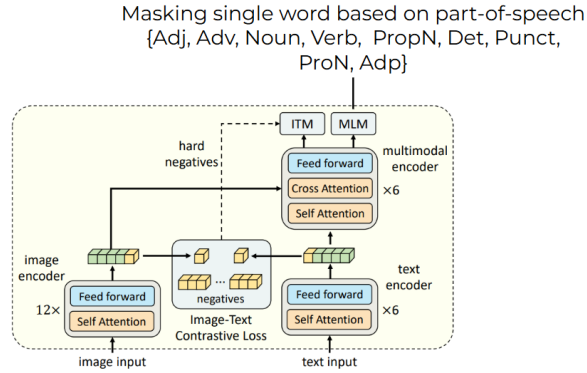 Masking single word based on part-of-speech
{Adj, Adv, Noun, Verb, PropN, Det, Punct,
ProN, Adp}
ITM
MLM
hard
negatives
multimodal
encoder
Feed forward
Cross Attention
×6
Self Attention
image
encoder
text
encoder
...
negatives
Feed forward
12×
Self Attention
Feed forward
×6
Self Attention
Image-Text
Contrastive Loss
image input
text input